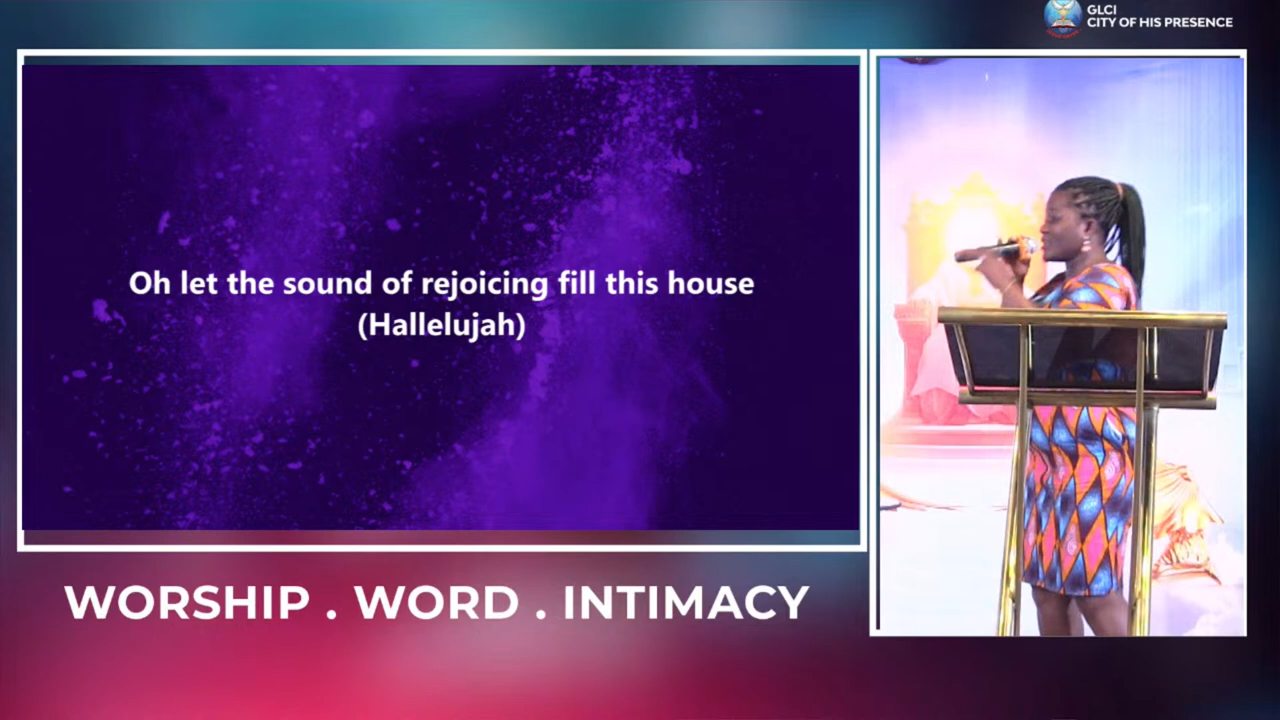 GLCI
CITY OF HIS PRESENCE
Oh let the sound of rejoicing fill this house
(Hallelujah)
WORSHIP . WORD . INTIMACY